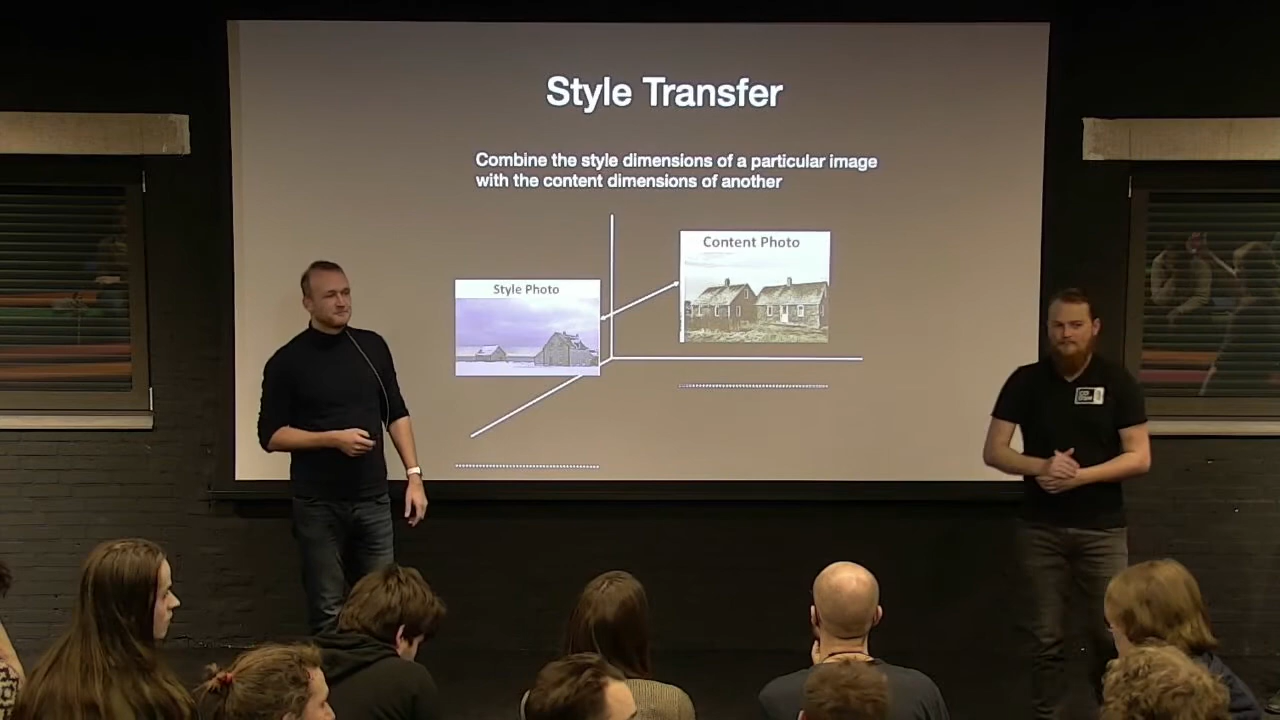 Style Transfer
Combine the style dimensions of a particular image
with the content dimensions of another
Content Photo
Style Photo